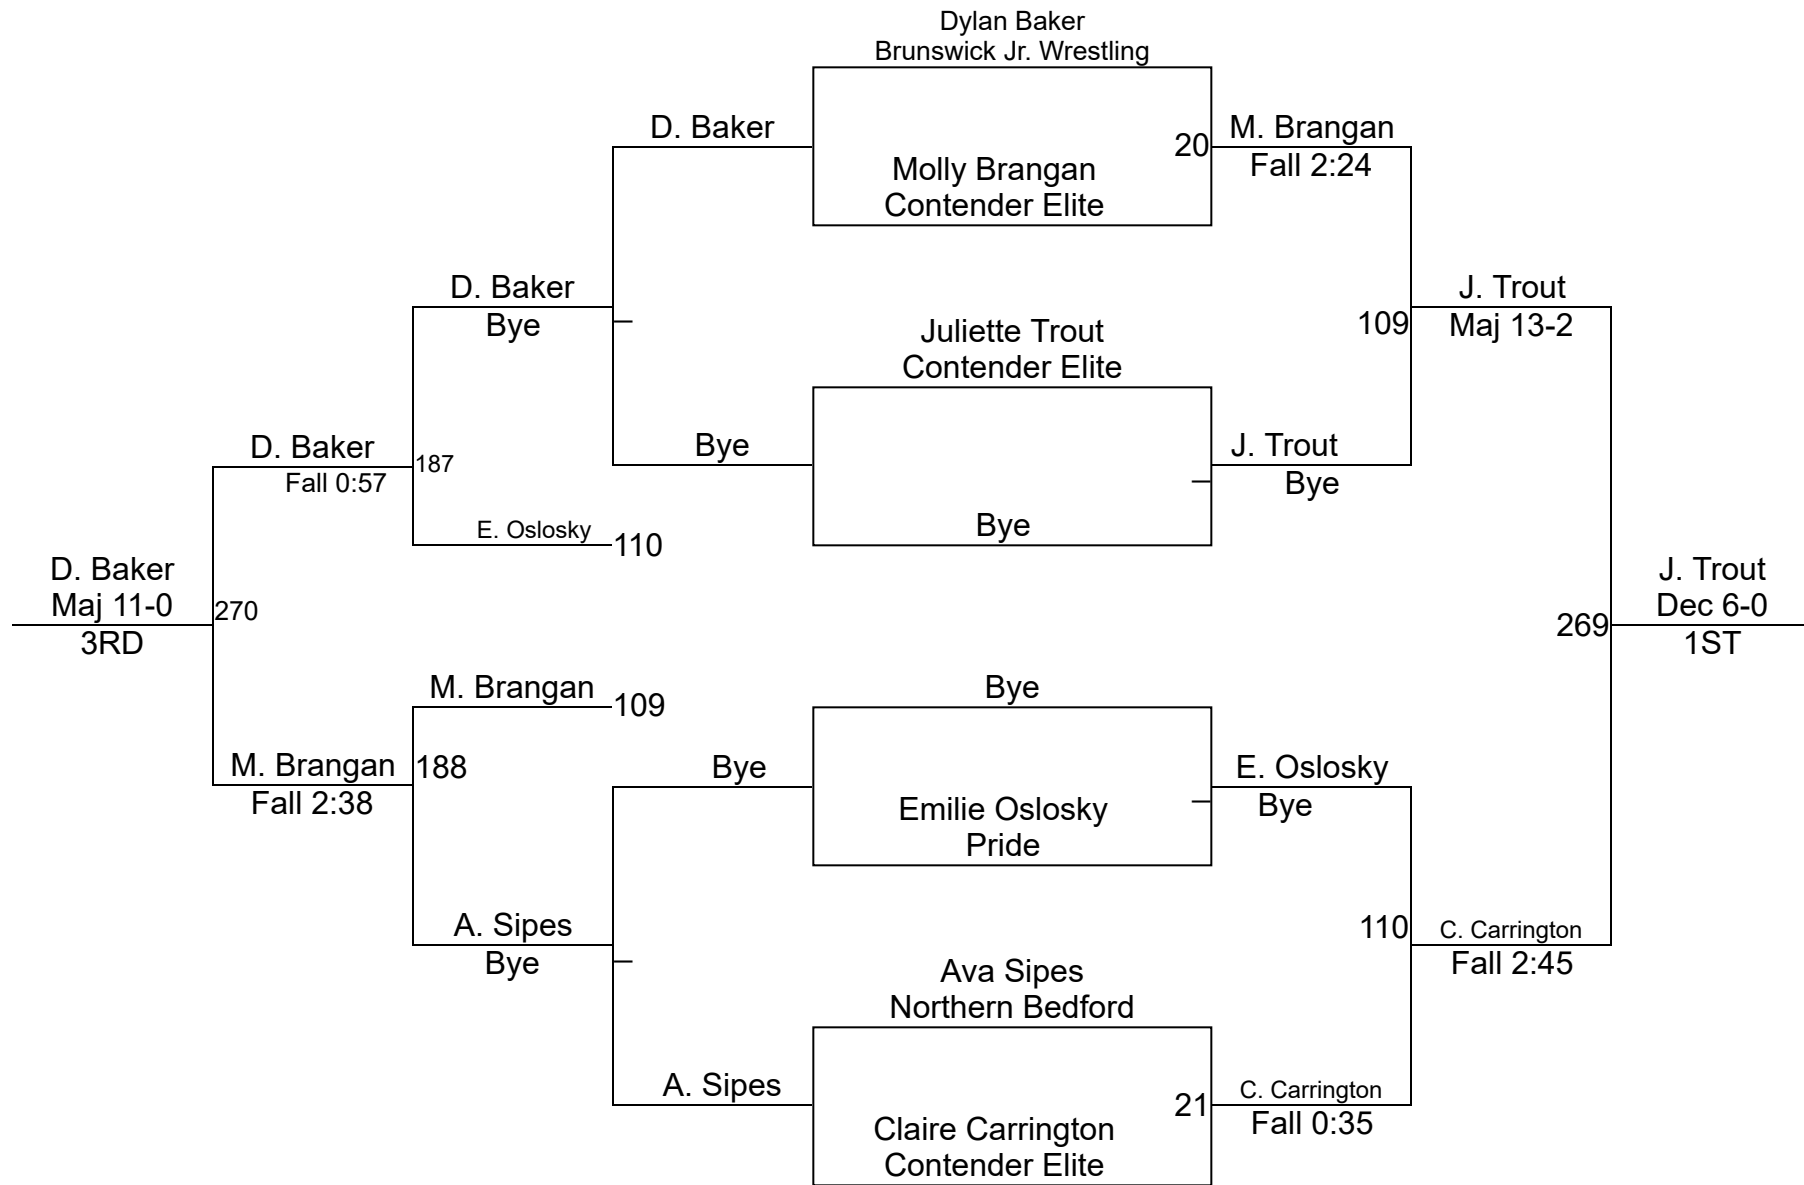 Dylan Baker
Brunswick Jr. Wrestling
D. Baker
20
M. Brangan
Fall 2:24
Molly Brangan
Contender Elite
D. Baker
Bye
J. Trout
Maj 13-2
109
Juliette Trout
Contender Elite
D. Baker
Fall 0:57
187
Bye
J. Trout
Bye
E. Oslosky
110
Bye
D. Baker
Maj 11-0
3RD
270
269
J. Trout
Dec 6-0
1ST
M. Brangan
109
Bye
M. Brangan
Fall 2:38
188
Bye
E. Oslosky
Bye
Emilie Oslosky
Pride
A. Sipes
Bye
110
C. Carrington
Fall 2:45
Ava Sipes
Northern Bedford
A. Sipes
21
C. Carrington
Fall 0:35
Claire Carrington
Contender Elite